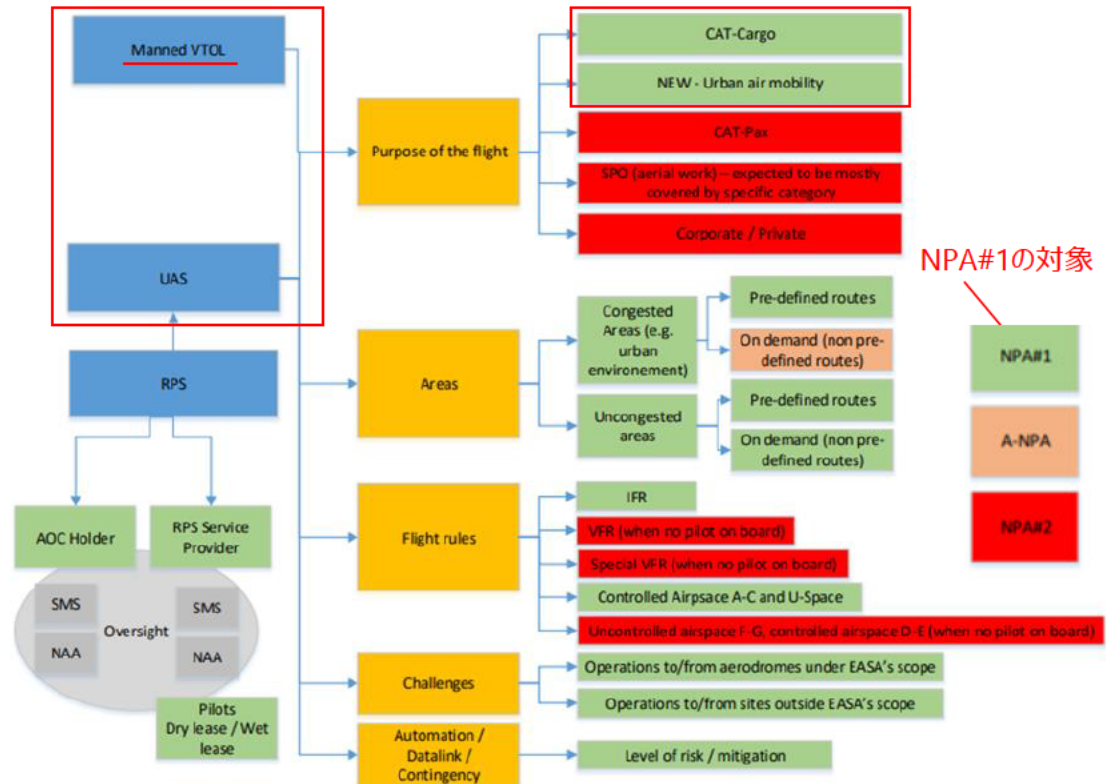 Manned VTOL
UAS
RPS
AOC Holder
RPS Service
Provider
SMS
SMS
Oversight
NAA
NAA
Pilots
Dry lease / Wet
lease
Purpose of the flight
CAT-Cargo
NEW - Urban air mobility
CAT-Pax
SPO (aerial work) – expected to be mostly
covered by specific category
Corporate / Private
Areas
Congested
Areas (e.g.
urban
environement)
Pre-defined routes
On demand (non pre-
defined routes)
Uncongested
areas
Pre-defined routes
On demand (non pre-
defined routes)
Flight rules
IFR
VFR (when no pilot on board)
Special VFR (when no pilot on board)
Controlled Airpsace A-C and U-Space
Uncontrolled airspace F-G, controlled airspace D-E (when no pilot on board)
Challenges
Operations to/from aerodromes under EASA's scope
Operations to/from sites outside EASA's scope
Automation /
Datalink /
Contingency
Level of risk / mitigation
NPA#1の対象
NPA#1
A-NPA
NPA#2